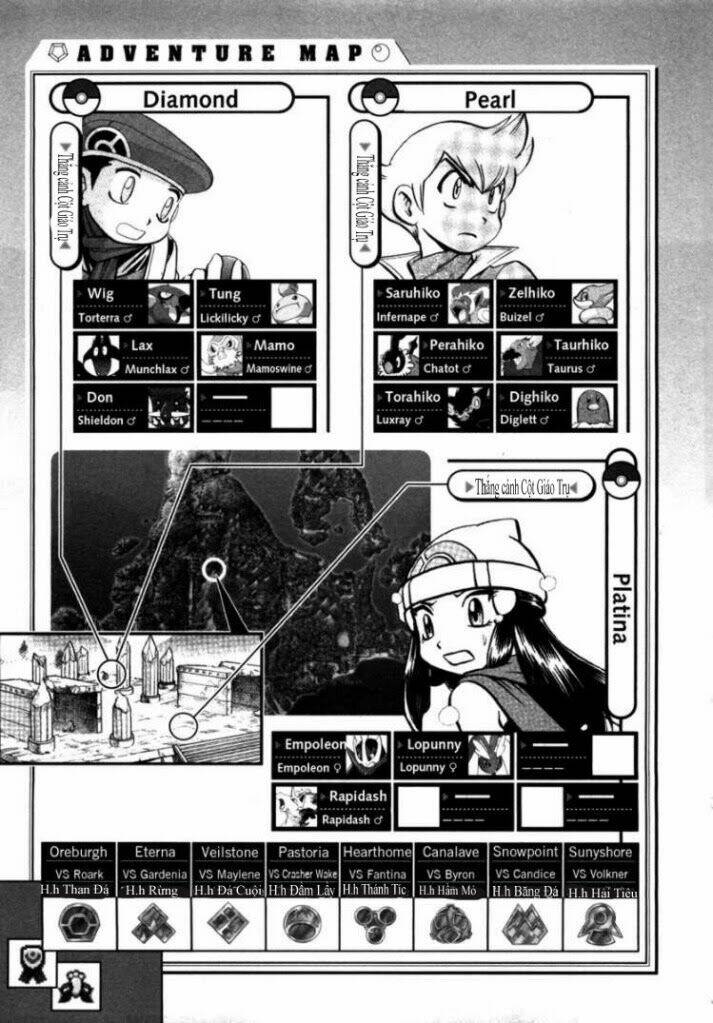 ADVENTURE MAP
Diamond
Pearl
Thắng cảnh Cột Giáo Trụ
Thắng cảnh Cột Giáo Trụ
Wig
Torterra ♂
Tung
Lickilicky ♂
Lax
Munchlax ♂
Mamo
Mamoswine ♂
Don
Shieldon ♂
Saruhiko
Infernape ♂
Zelhiko
Buizel ♂
Perahiko
Chatot ♂
Taurhiko
Taurus ♂
Torahiko
Luxray ♂
Dighiko
Diglett ♂
Thắng cảnh Cột Giáo Trụ
Platina
Empoleon
Empoleon ♀
Lopunny
Lopunny ♀
Rapidash
Rapidash ♂
Oreburgh Eterna Veilstone Pastoria Hearthome Canalave Snowpoint Sunyshore
VS Roark VS Gardenia VS Maylene VS Crasher Wake VS Fantina VS Byron VS Candice VS Volkner
H.h Than Đá H.h Rừng H.h Đá Cuội H.h Đầm Lầy H.h Thánh Tíc H.h Hầm Mỏ H.h Băng Đá H.h Hải Tiêu